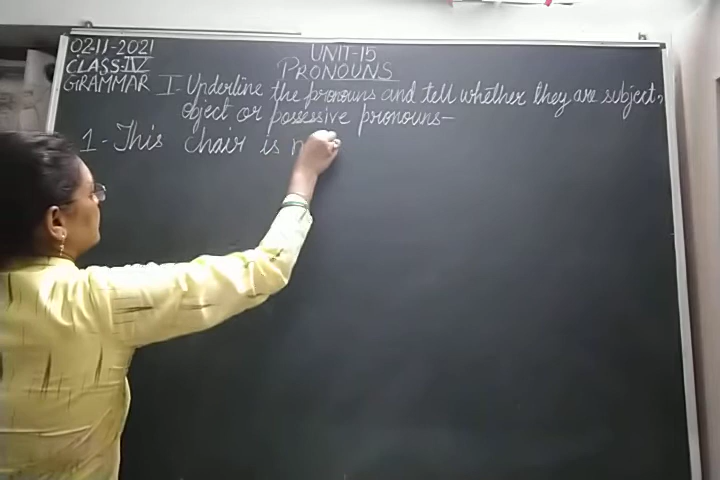 02-11-2021
UNIT-15
CLASS-IV
PRONOUNS
GRAMMAR I- Underline the pronouns and tell whether they are subject,
object or possessive pronouns-
1- This chair is